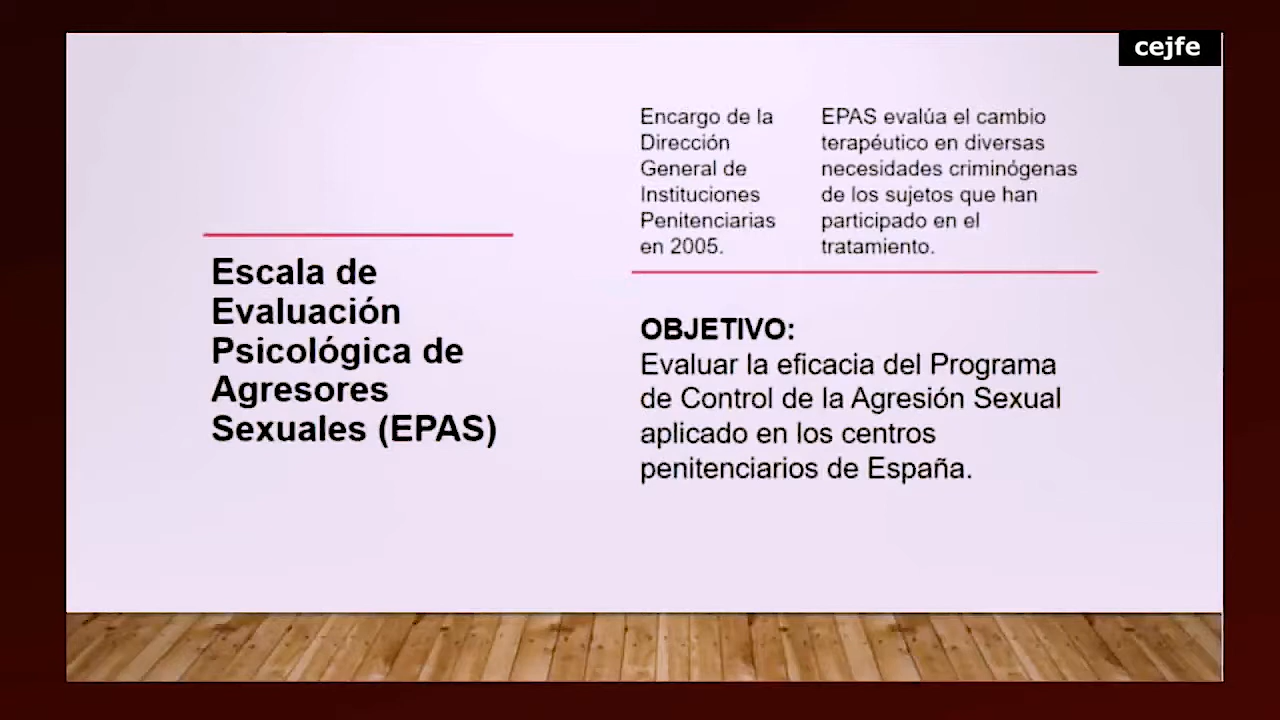 cejfe
Escala de
Evaluación
Psicológica de
Agresores
Sexuales (EPAS)
Encargo de la
Dirección
General de
Instituciones
Penitenciarias
en 2005.
EPAS evalúa el cambio
terapéutico en diversas
necesidades criminógenas
de los sujetos que han
participado en el
tratamiento.
OBJETIVO:
Evaluar la eficacia del Programa
de Control de la Agresión Sexual
aplicado en los centros
penitenciarios de España.